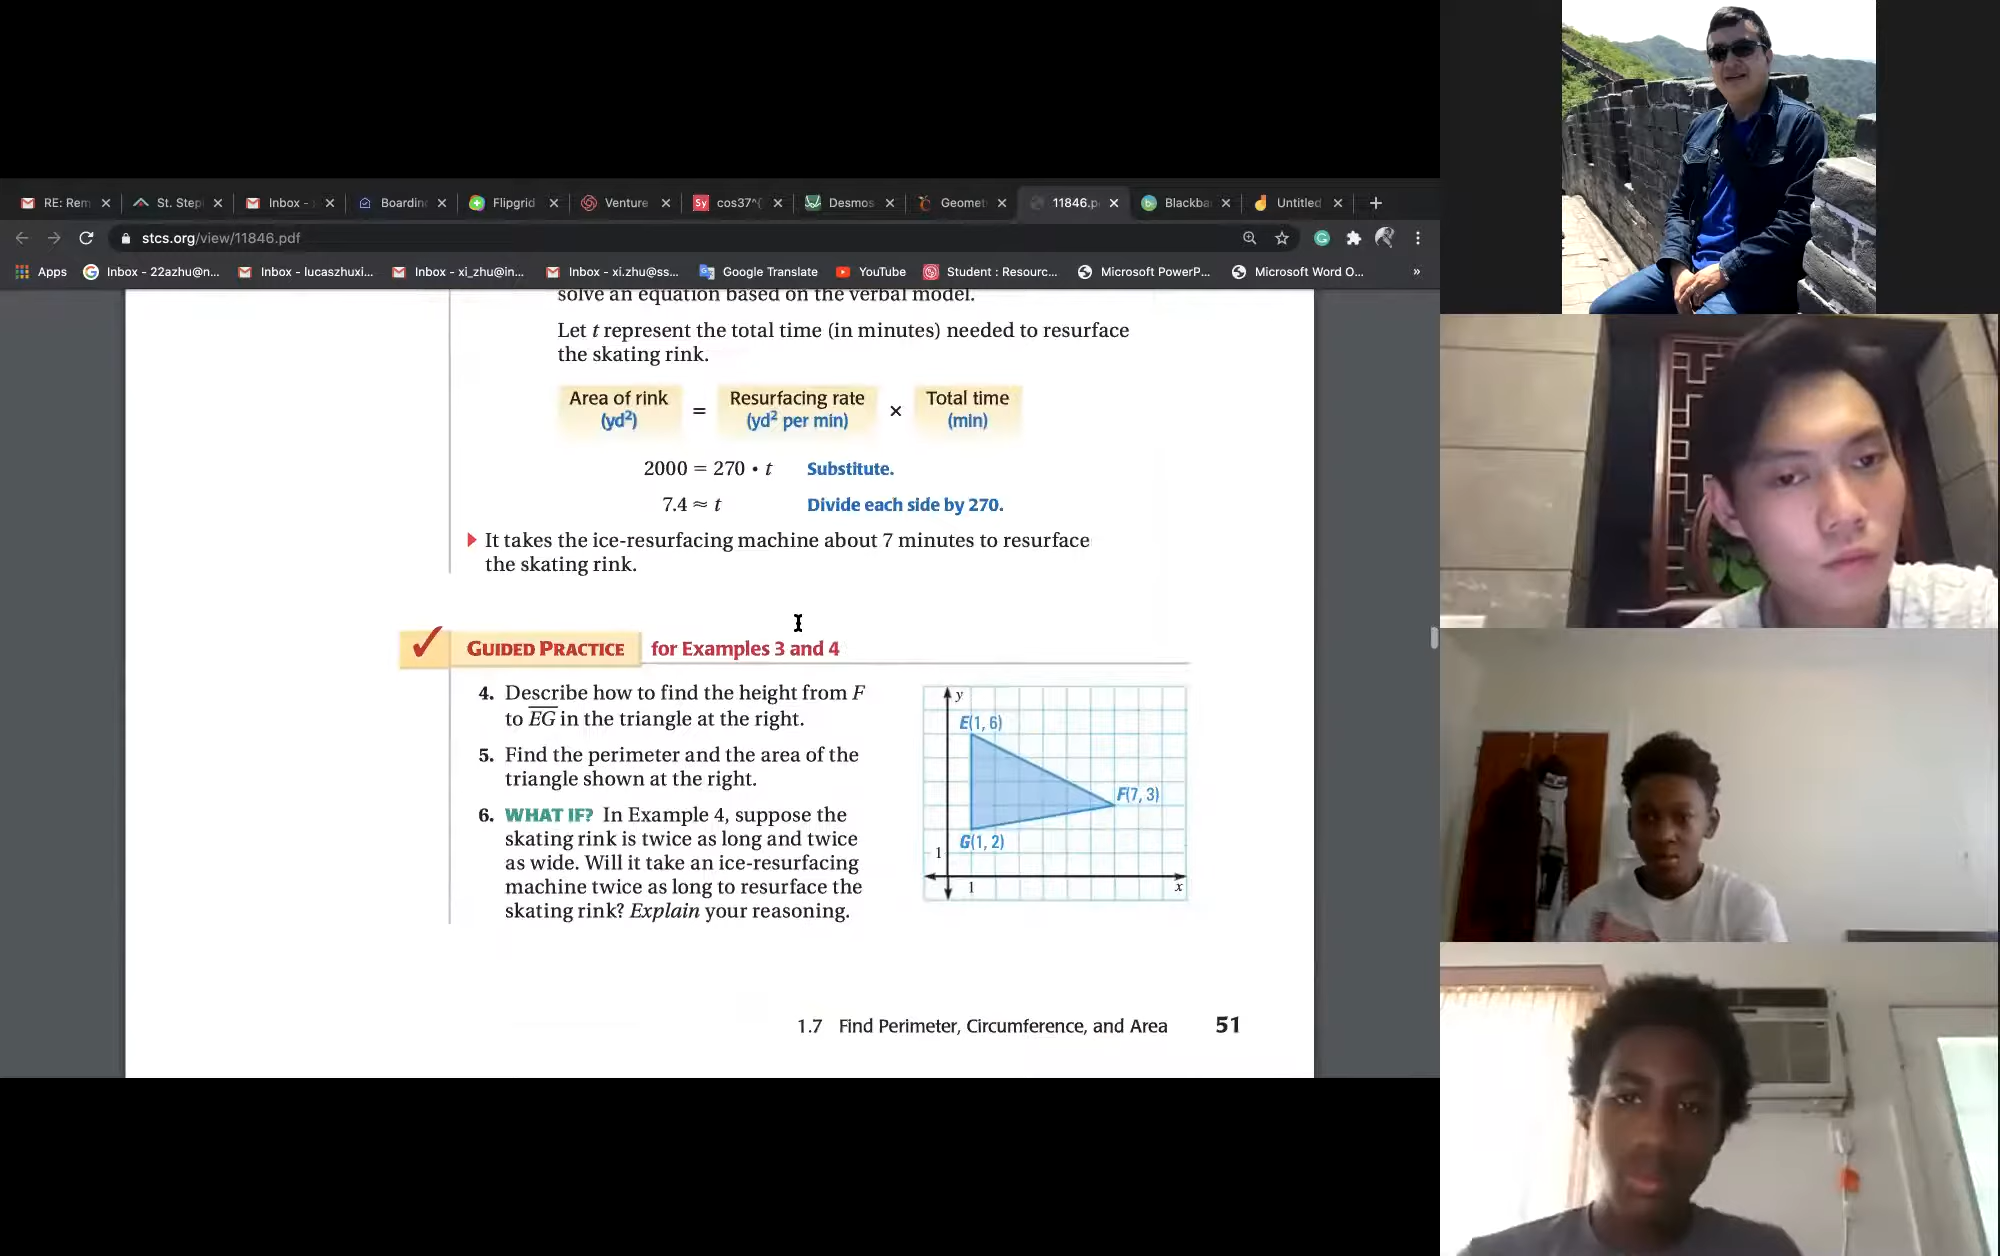 RE: Rem
St. Step
Inbox -
Boarding
Flipgrid
Venture
cos37^(
Desmos
Geomet
11846.p
Blackba
Untitled
stcs.org/view/11846.pdf
Apps
Inbox - 22azhu@n...
Inbox - lucaszhuxi...
Inbox - xi_zhu@in...
Inbox - xi.zhu@ss...
Google Translate
YouTube
Student : Resourc...
Microsoft PowerP...
Microsoft Word O...
»
solve an equation based on the verbal model.
Let t represent the total time (in minutes) needed to resurface
the skating rink.
Area of rink
(yd²)
=
Resurfacing rate
(yd² per min)
×
Total time
(min)
2000 = 270 • t Substitute.
7.4 ≈ t Divide each side by 270.
It takes the ice-resurfacing machine about 7 minutes to resurface
the skating rink.
GUIDED PRACTICE for Examples 3 and 4
4. Describe how to find the height from F
to EG in the triangle at the right.
5. Find the perimeter and the area of the
triangle shown at the right.
6. WHAT IF? In Example 4, suppose the
skating rink is twice as long and twice
as wide. Will it take an ice-resurfacing
machine twice as long to resurface the
skating rink? Explain your reasoning.
y
E(1, 6)
F(7, 3)
G(1, 2)
1
1
x
1.7 Find Perimeter, Circumference, and Area 51